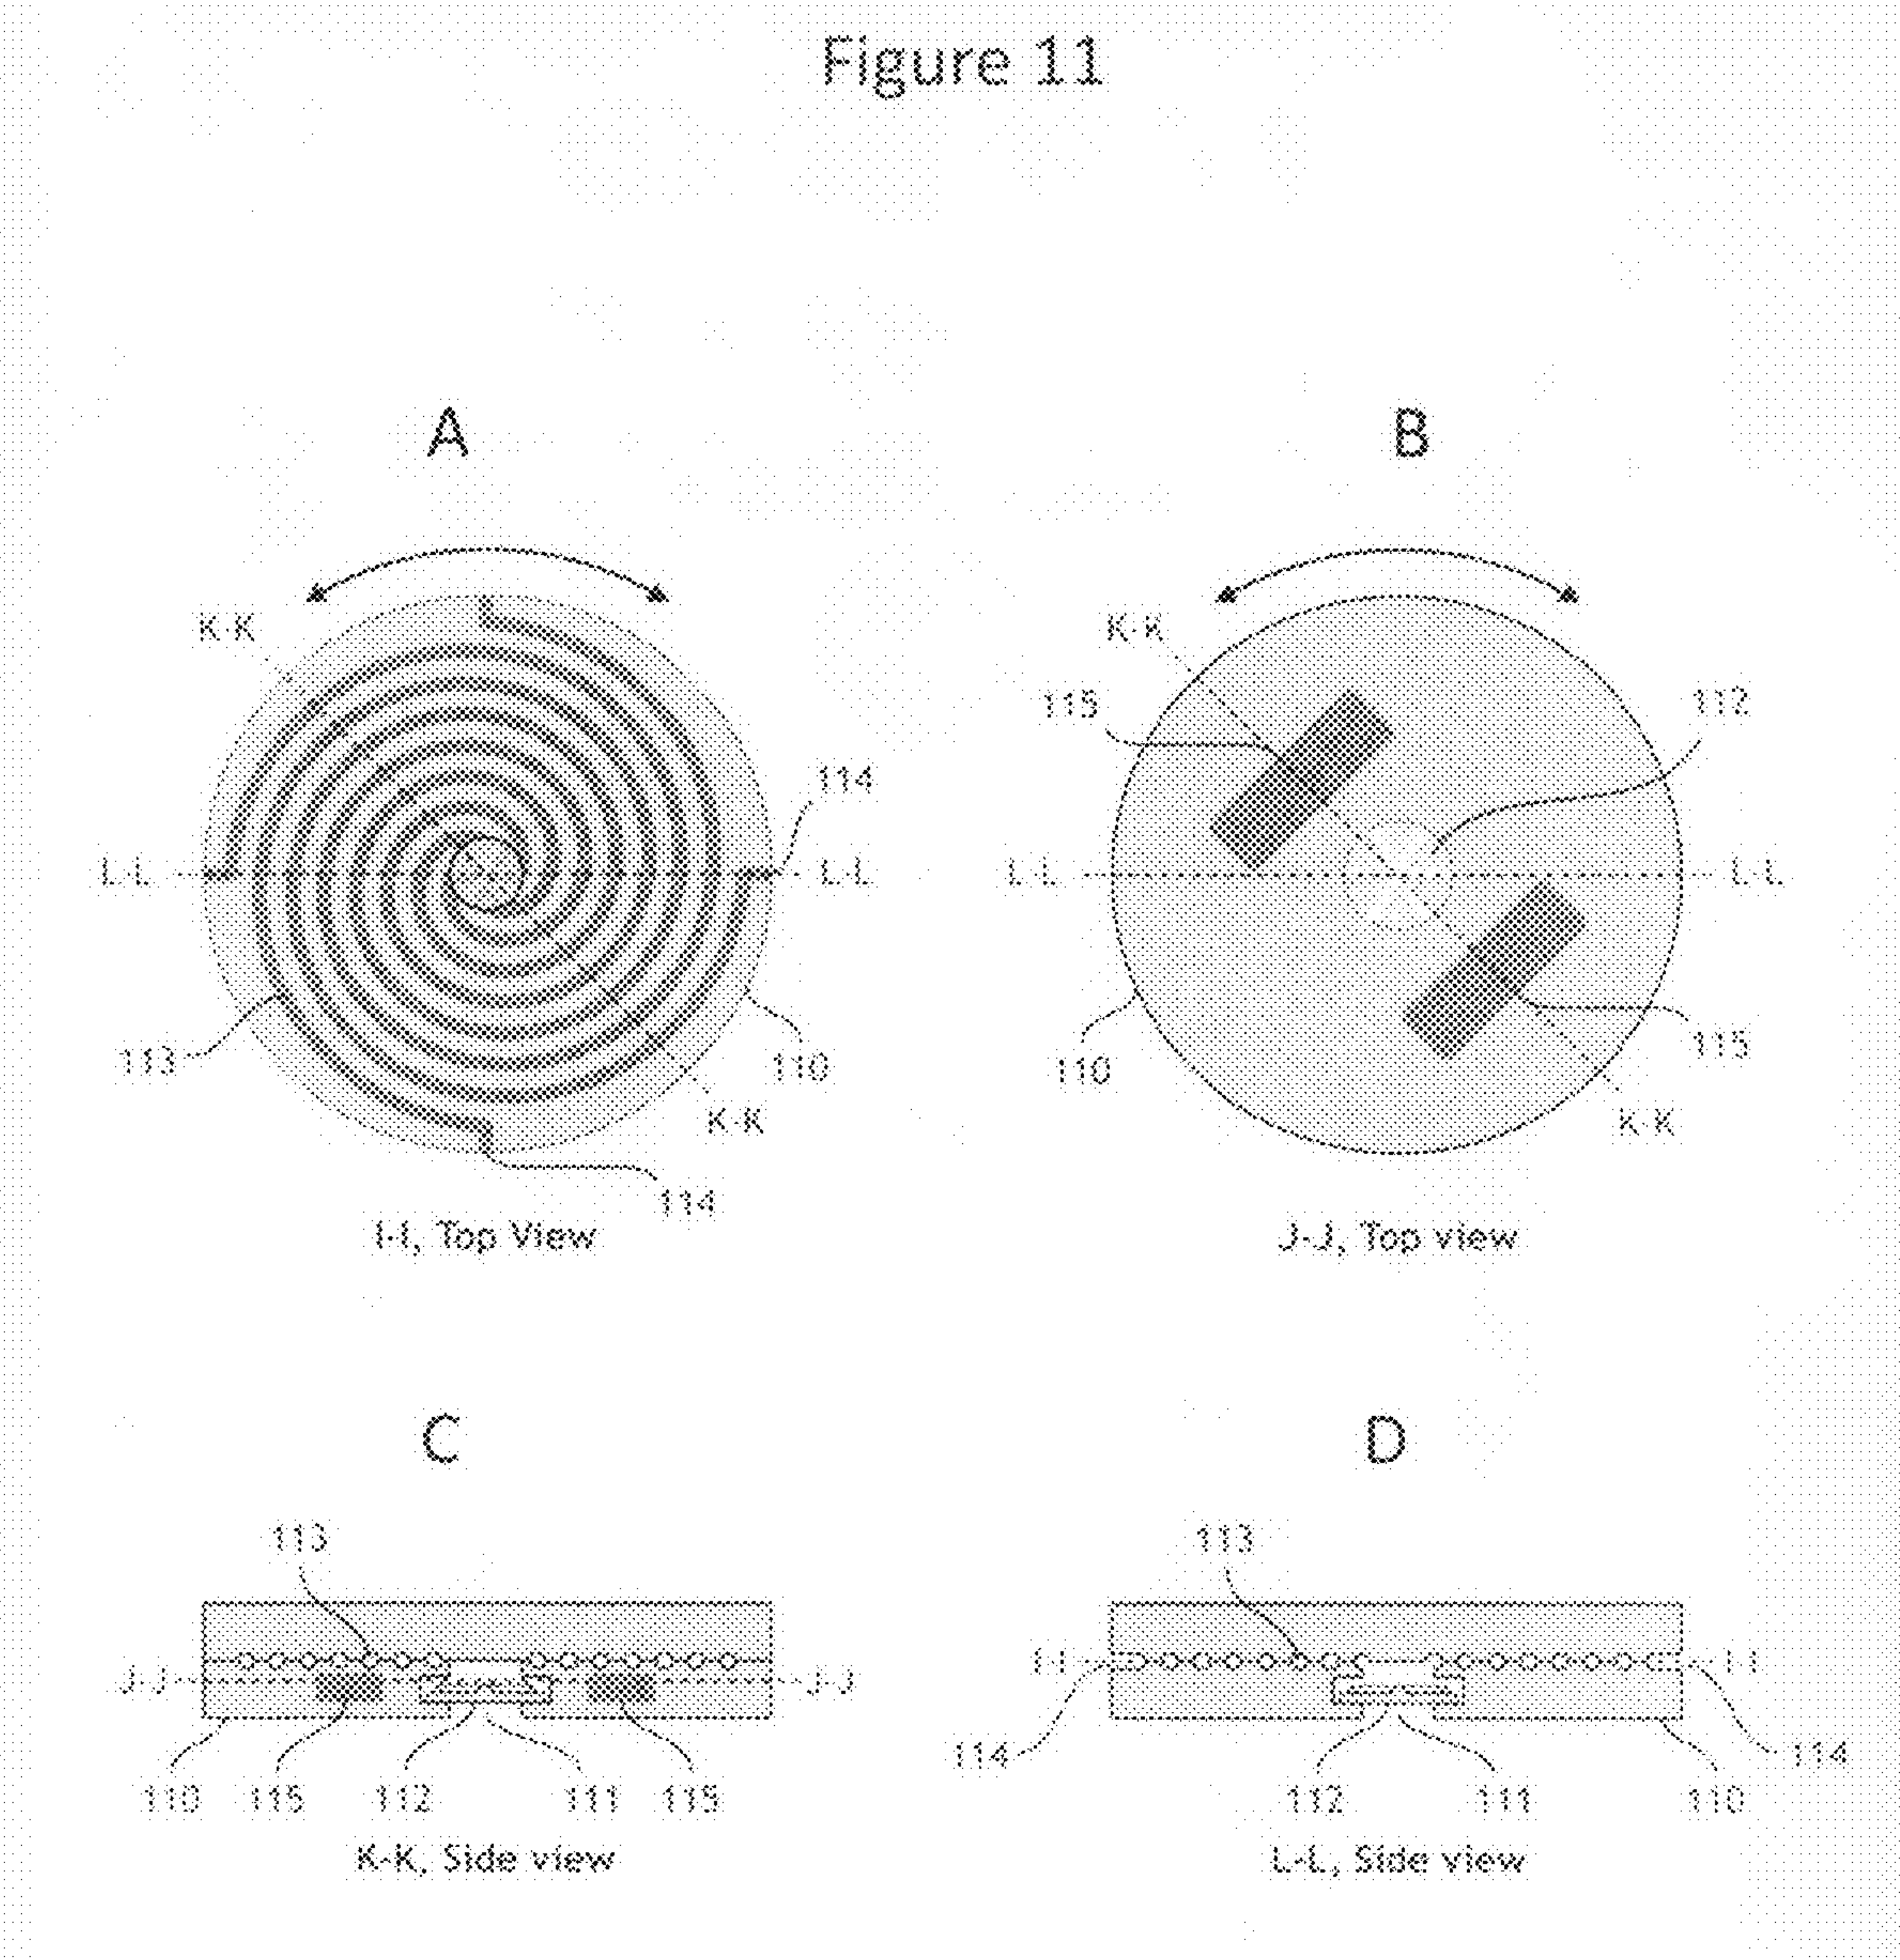 Figure 11
A
B
K-K
K-K
115
112
114
L-L
L-L
L-L
L-L
113
110
110
115
K-K
K-K
114
I-I, Top View
J-J, Top view
C
D
113
113
J-J
J-J
I-I
I-I
114
114
110
115
112
111
115
112
111
110
K-K, Side view
L-L, Side view